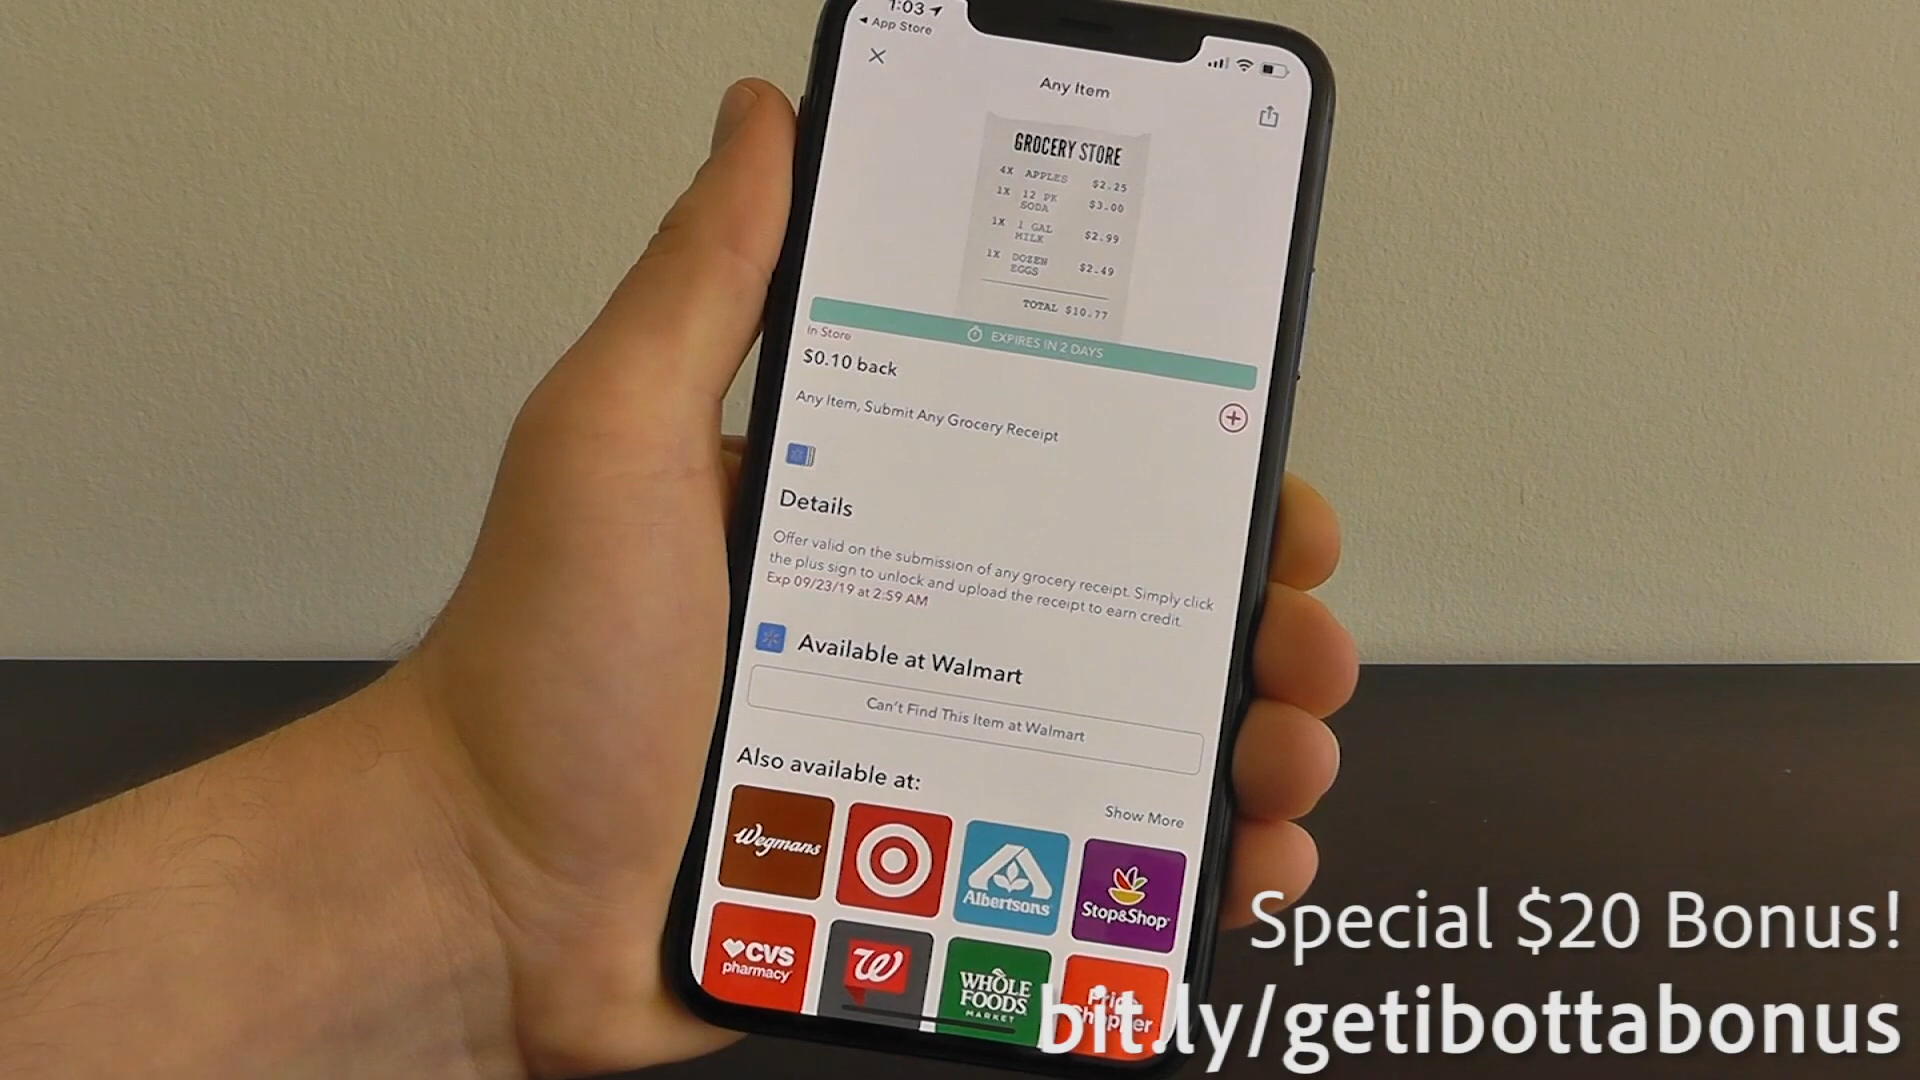 1:03
App Store
Any Item
GROCERY STORE
4X APPLES $2.25
1X 12 PK SODA $3.00
1X 1 GAL MILK $2.99
1X DOZEN EGGS $2.49
TOTAL $10.77
EXPIRES IN 2 DAYS
In Store
$0.10 back
Any Item, Submit Any Grocery Receipt
Details
Offer valid on the submission of any grocery receipt. Simply click
the plus sign to unlock and upload the receipt to earn credit.
Exp 09/23/19 at 2:59 AM
Available at Walmart
Can't Find This Item at Walmart
Also available at:
Show More
Wegmans
Albertsons
Stop&Shop
CVS
pharmacy
W
WHOLE
FOODS
MARKET
Price
Chopper
Special $20 Bonus!
bit.ly/getibottabonus